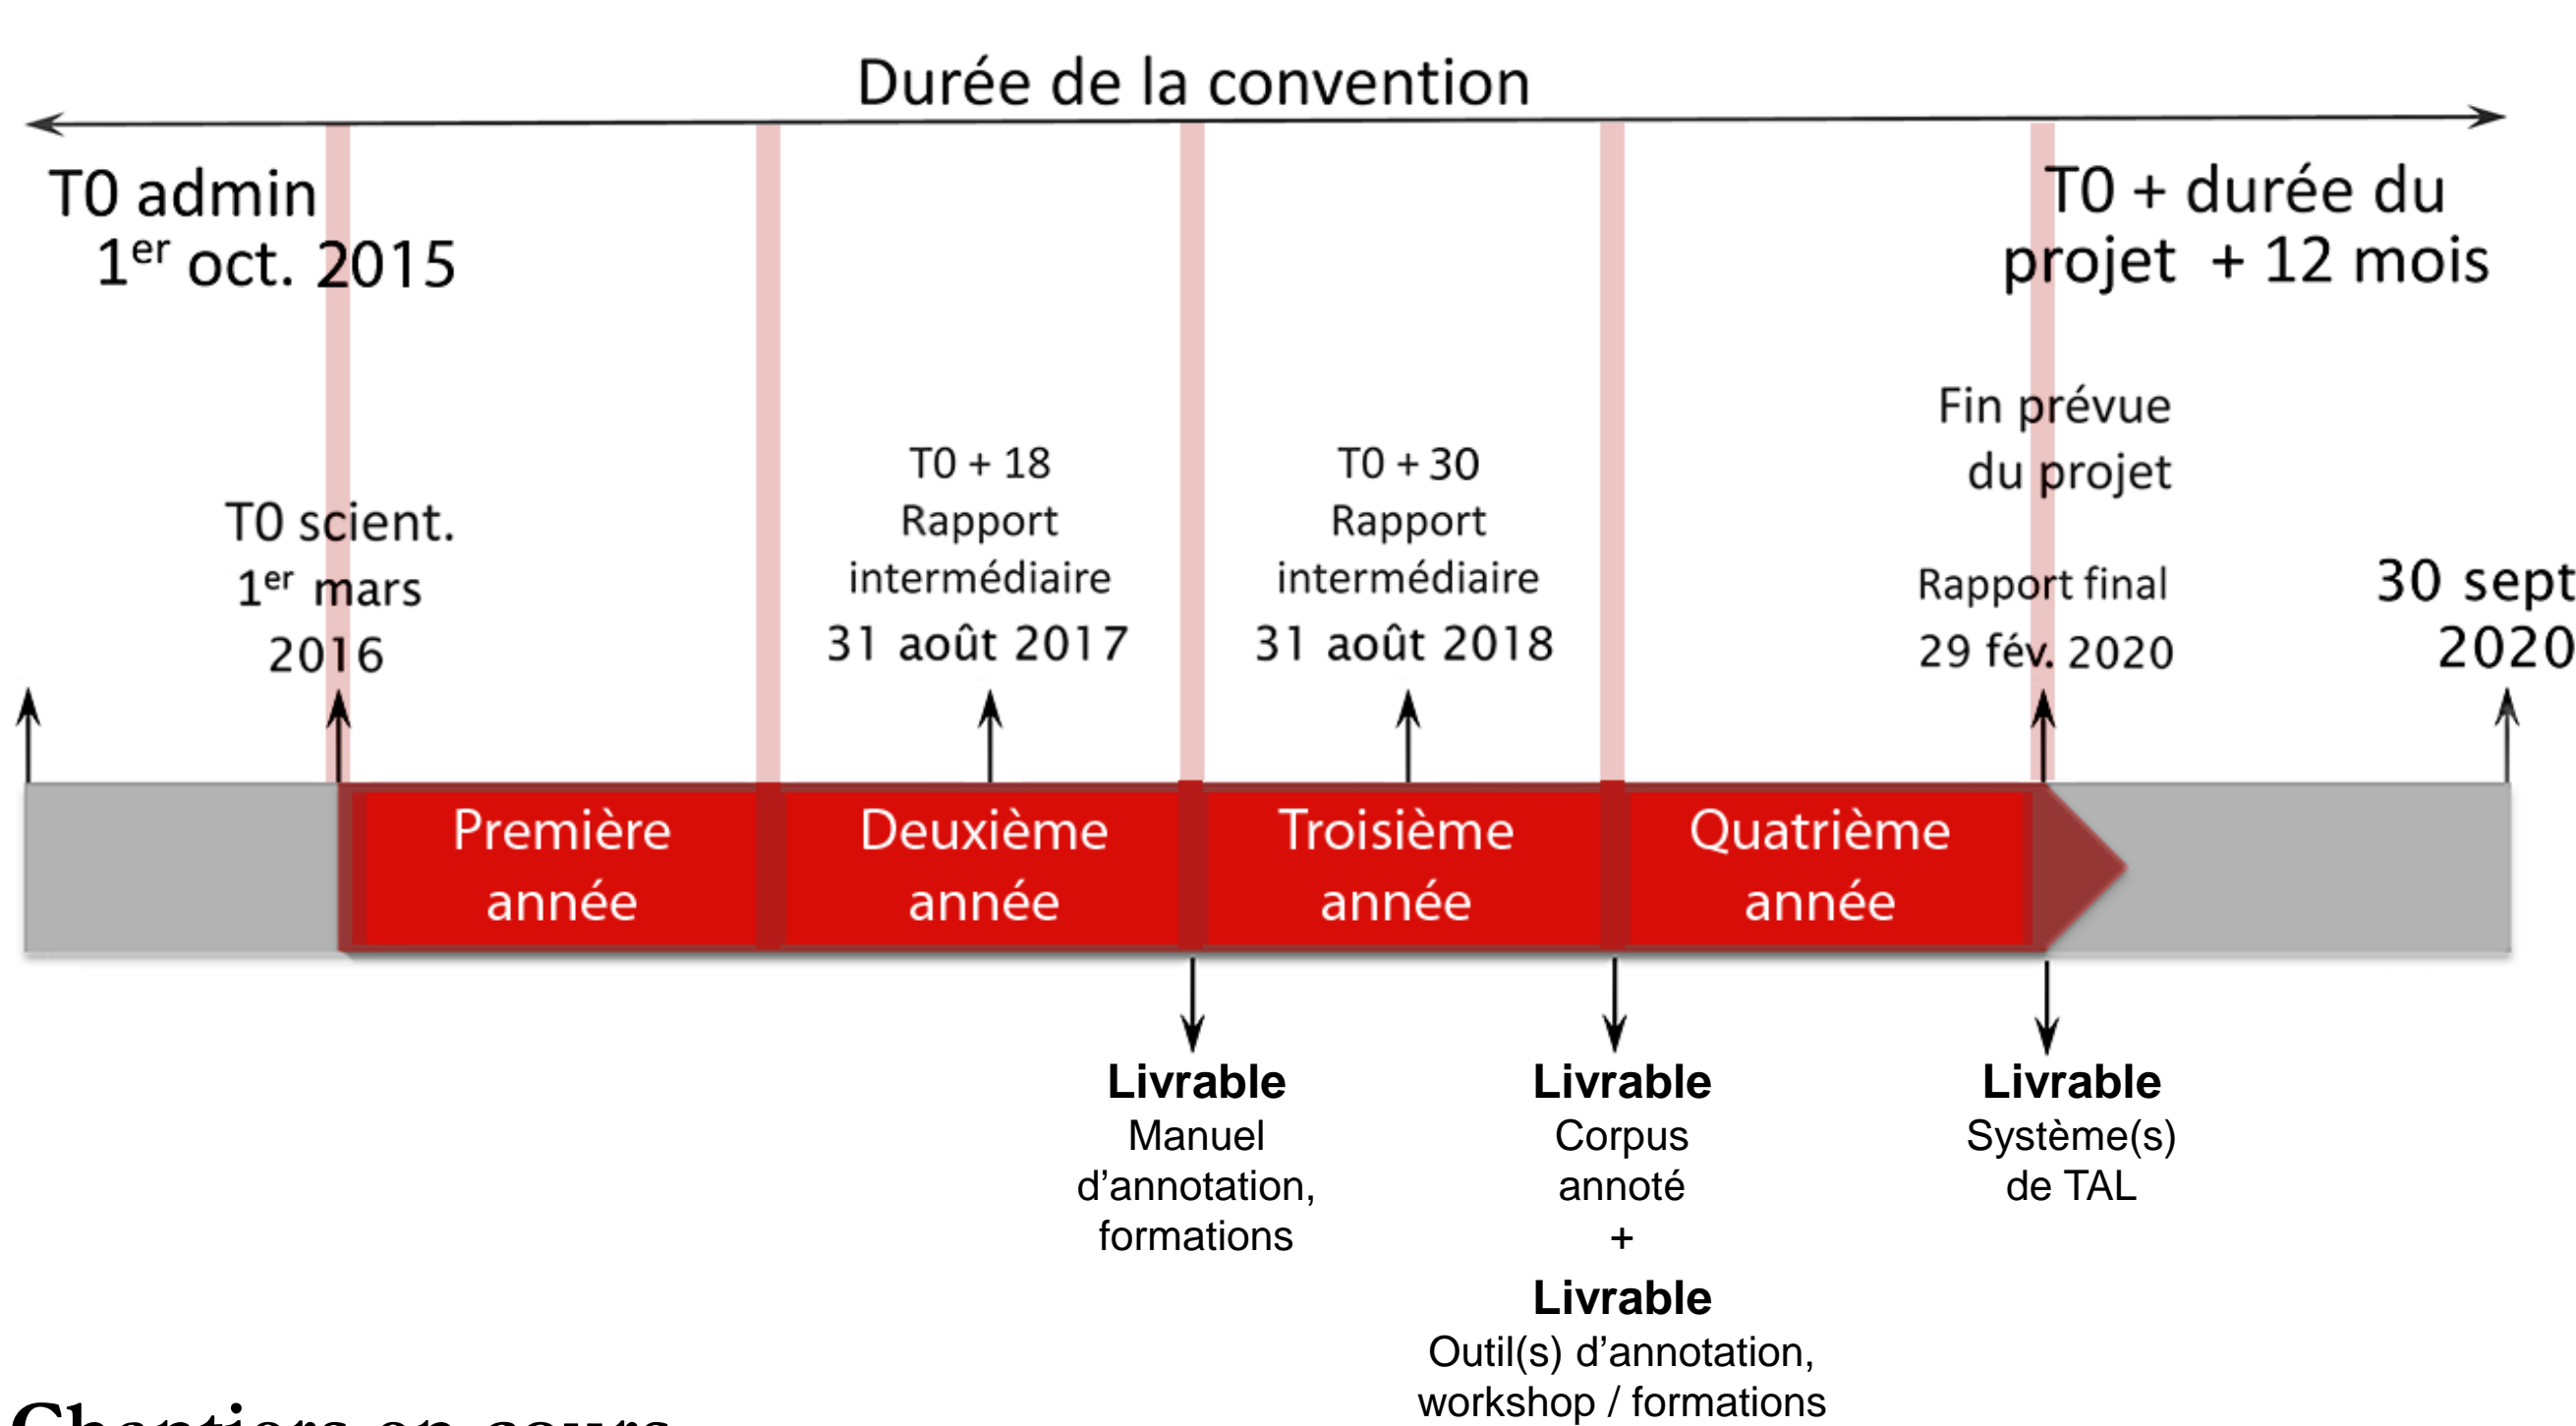 Durée de la convention
T0 admin
1er oct. 2015
T0 + durée du
projet + 12 mois
T0 scient.
1er mars
2016
T0 + 18
Rapport
intermédiaire
31 août 2017
T0 + 30
Rapport
intermédiaire
31 août 2018
Fin prévue
du projet
Rapport final
29 fév. 2020
30 sept
2020
Première
année
Deuxième
année
Troisième
année
Quatrième
année
Livrable
Manuel
d’annotation,
formations
Livrable
Corpus
annoté
+
Livrable
Outil(s) d’annotation,
workshop / formations
Livrable
Système(s)
de TAL
Chantiers en cours